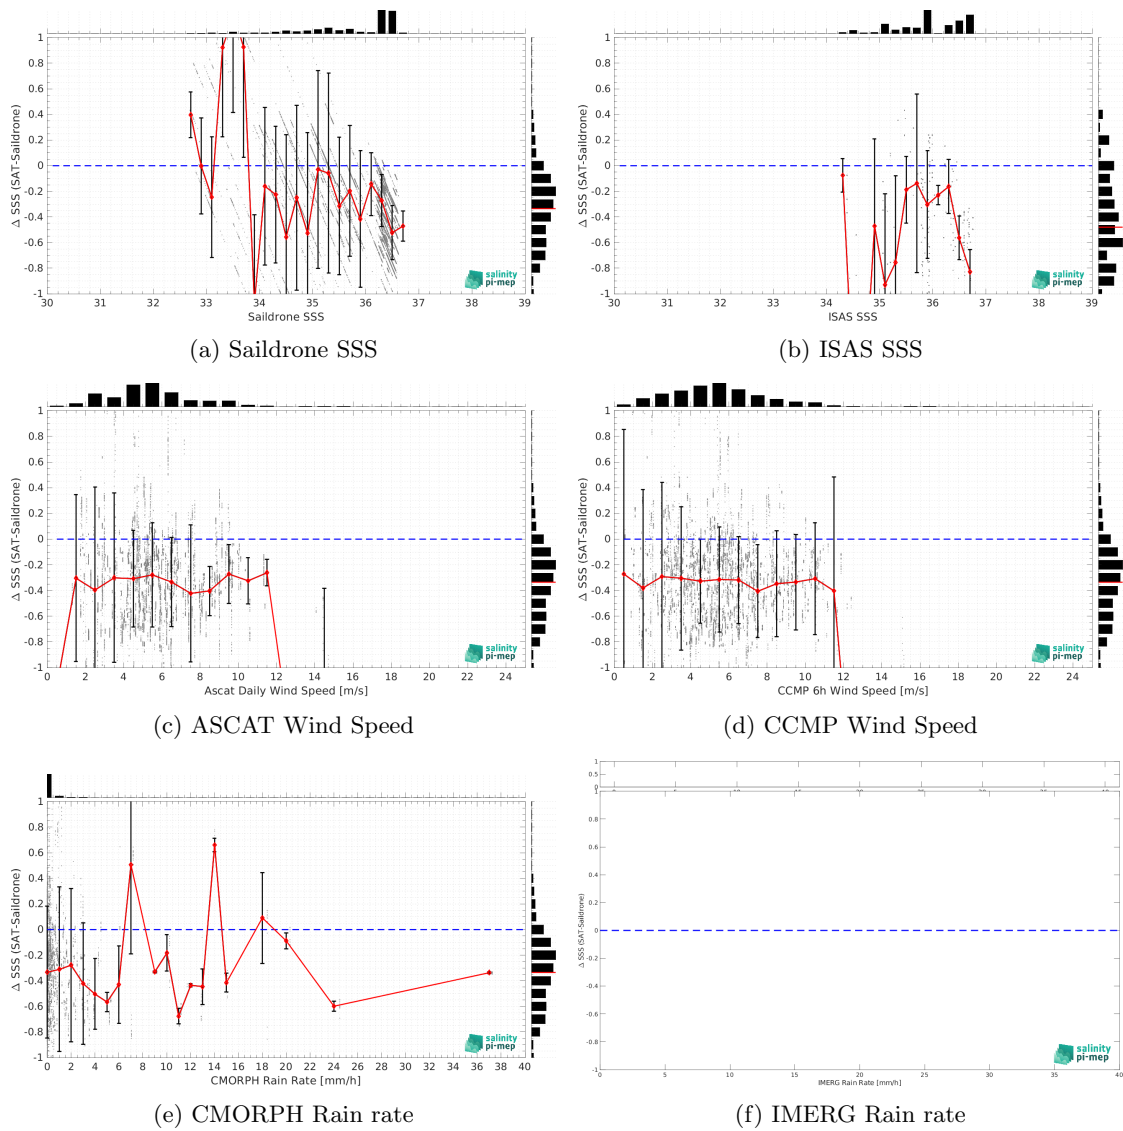 1
0.8
0.6
0.4
0.2
0
-0.2
-0.4
-0.6
-0.8
-1
Δ SSS (SAT-Saildrone)
30 31 32 33 34 35 36 37 38 39
Saildrone SSS
salinity
pi-mep
(a) Saildrone SSS
1
0.8
0.6
0.4
0.2
0
-0.2
-0.4
-0.6
-0.8
-1
Δ SSS (SAT-Saildrone)
30 31 32 33 34 35 36 37 38 39
ISAS SSS
salinity
pi-mep
(b) ISAS SSS
1
0.8
0.6
0.4
0.2
0
-0.2
-0.4
-0.6
-0.8
-1
Δ SSS (SAT-Saildrone)
0 2 4 6 8 10 12 14 16 18 20 22 24
Ascat Daily Wind Speed [m/s]
salinity
pi-mep
(c) ASCAT Wind Speed
1
0.8
0.6
0.4
0.2
0
-0.2
-0.4
-0.6
-0.8
-1
Δ SSS (SAT-Saildrone)
0 2 4 6 8 10 12 14 16 18 20 22 24
CCMP 6h Wind Speed [m/s]
salinity
pi-mep
(d) CCMP Wind Speed
1
0.8
0.6
0.4
0.2
0
-0.2
-0.4
-0.6
-0.8
-1
Δ SSS (SAT-Saildrone)
0 2 4 6 8 10 12 14 16 18 20 22 24 26 28 30 32 34 36 38 40
CMORPH Rain Rate [mm/h]
salinity
pi-mep
(e) CMORPH Rain rate
1
0.5
0
1
0.8
0.6
0.4
0.2
0
-0.2
-0.4
-0.6
-0.8
-1
Δ SSS (SAT-Saildrone)
0 5 10 15 20 25 30 35 40
IMERG Rain Rate [mm/h]
salinity
pi-mep
(f) IMERG Rain rate